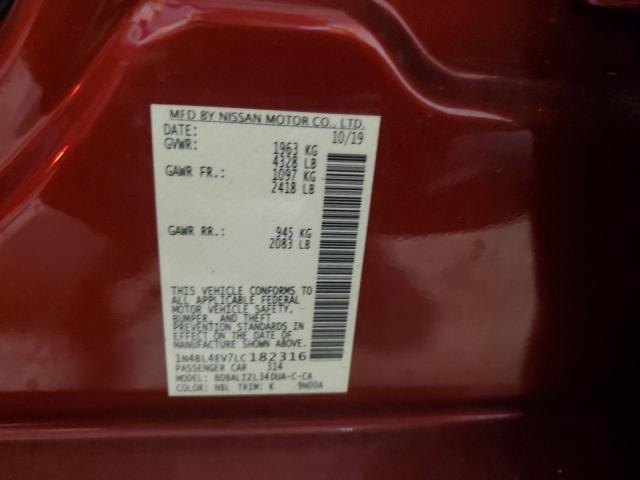 MFD BY NISSAN MOTOR CO., LTD.
DATE: 10/19
GVWR: 1963 KG
4328 LB
GAWR FR.: 1097 KG
2418 LB
GAWR RR.: 945 KG
2083 LB
THIS VEHICLE CONFORMS TO
ALL APPLICABLE FEDERAL
MOTOR VEHICLE SAFETY,
BUMPER, AND THEFT
PREVENTION STANDARDS IN
EFFECT ON THE DATE OF
MANUFACTURE SHOWN ABOVE.
1N4BL4EV7LC182316
PASSENGER CAR 314
MODEL: BDBALIZL34DUA-C-CA
COLOR: NBL TRIM: K 9N00A